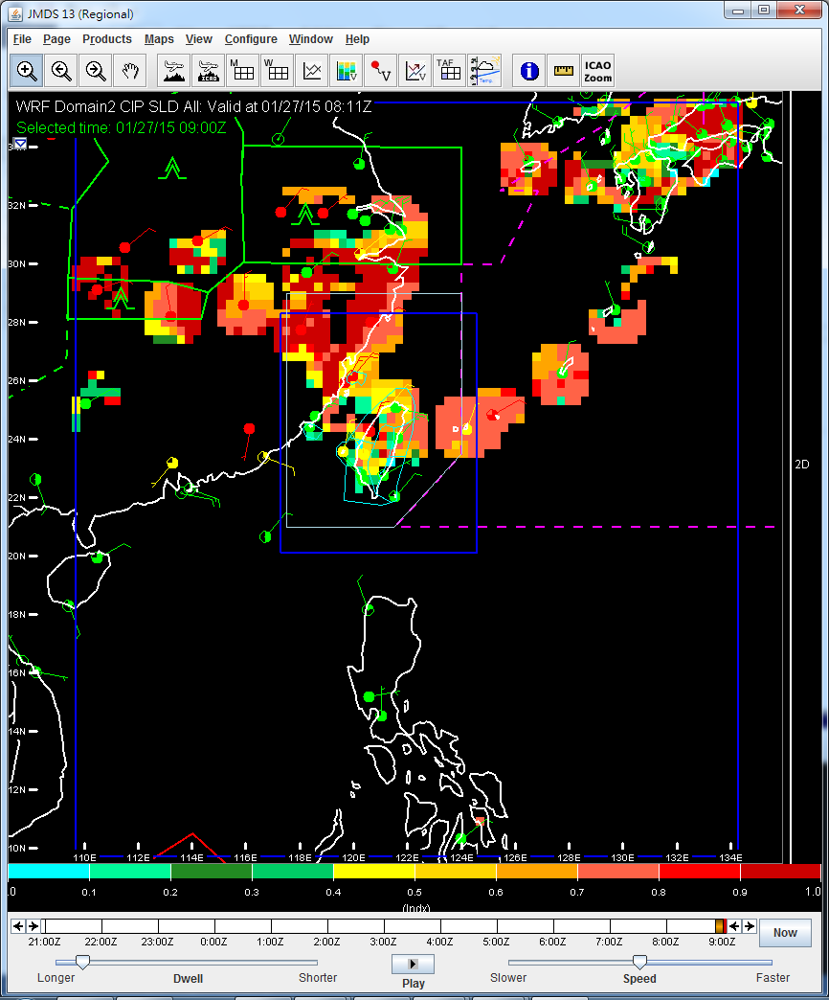 JMDS 13 (Regional)
File Page Products Maps View Configure Window Help
M
W
TAF
Temp
ICAO
ICAO
Zoom
WRF Domain2 CIP SLD All: Valid at 01/27/15 08:11Z
Selected time: 01/27/15 09:00Z
32N
30N
28N
26N
24N
2D
22N
20N
18N
16N
14N
12N
10N
110E 112E 114E 116E 118E 120E 122E 124E 126E 128E 130E 132E 134E
.0 0.1 0.2 0.3 0.4 0.5 0.6 0.7 0.8 0.9 1.0
(Indx)
21:00Z 22:00Z 23:00Z 0:00Z 1:00Z 2:00Z 3:00Z 4:00Z 5:00Z 6:00Z 7:00Z 8:00Z 9:00Z
Now
Longer Dwell Shorter Play Slower Speed Faster